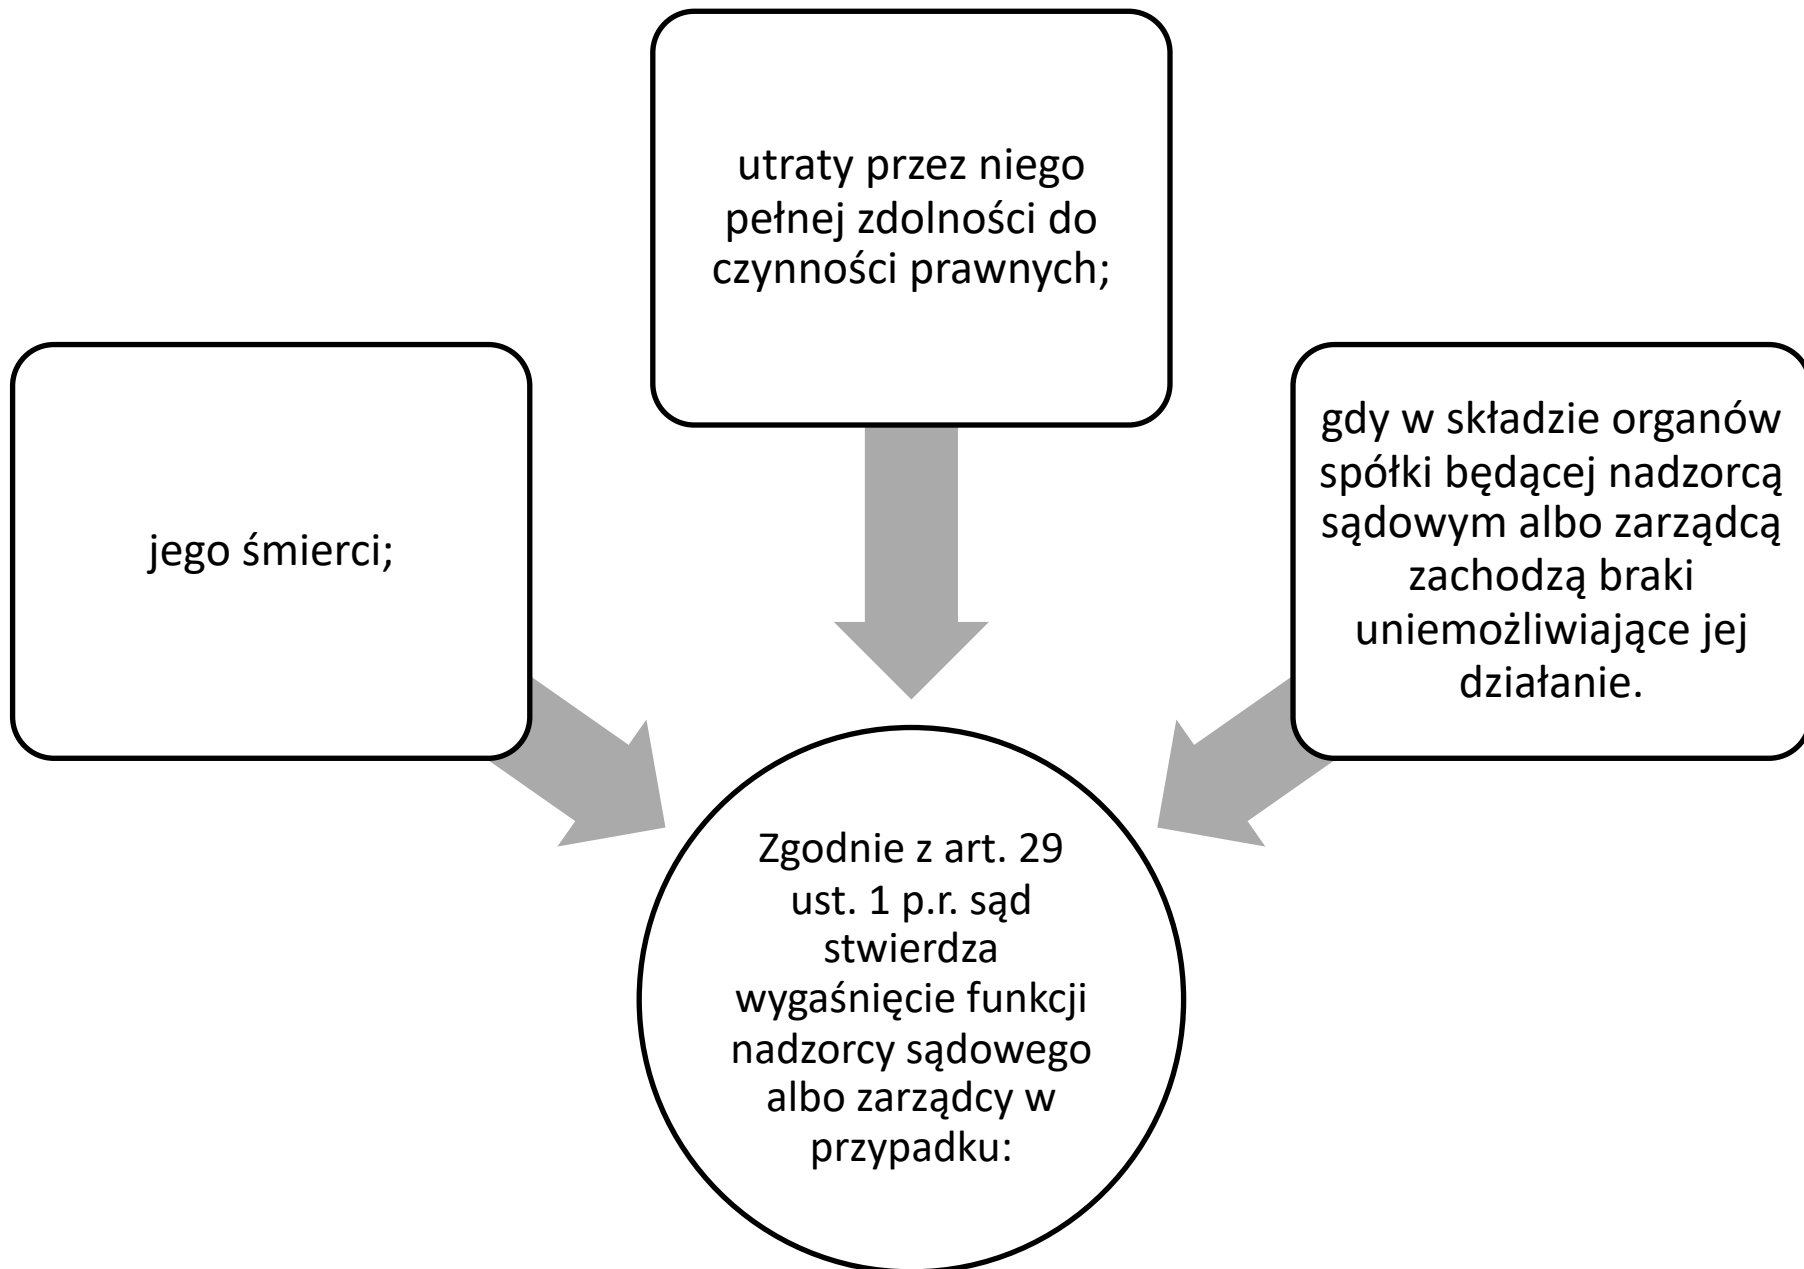 utraty przez niego
pełnej zdolności do
czynności prawnych;
jego śmierci;
gdy w składzie organów
spółki będącej nadzorcą
sądowym albo zarządcą
zachodzą braki
uniemożliwiające jej
działanie.
Zgodnie z art. 29
ust. 1 p.r. sąd
stwierdza
wygaśnięcie funkcji
nadzorcy sądowego
albo zarządcy w
przypadku: